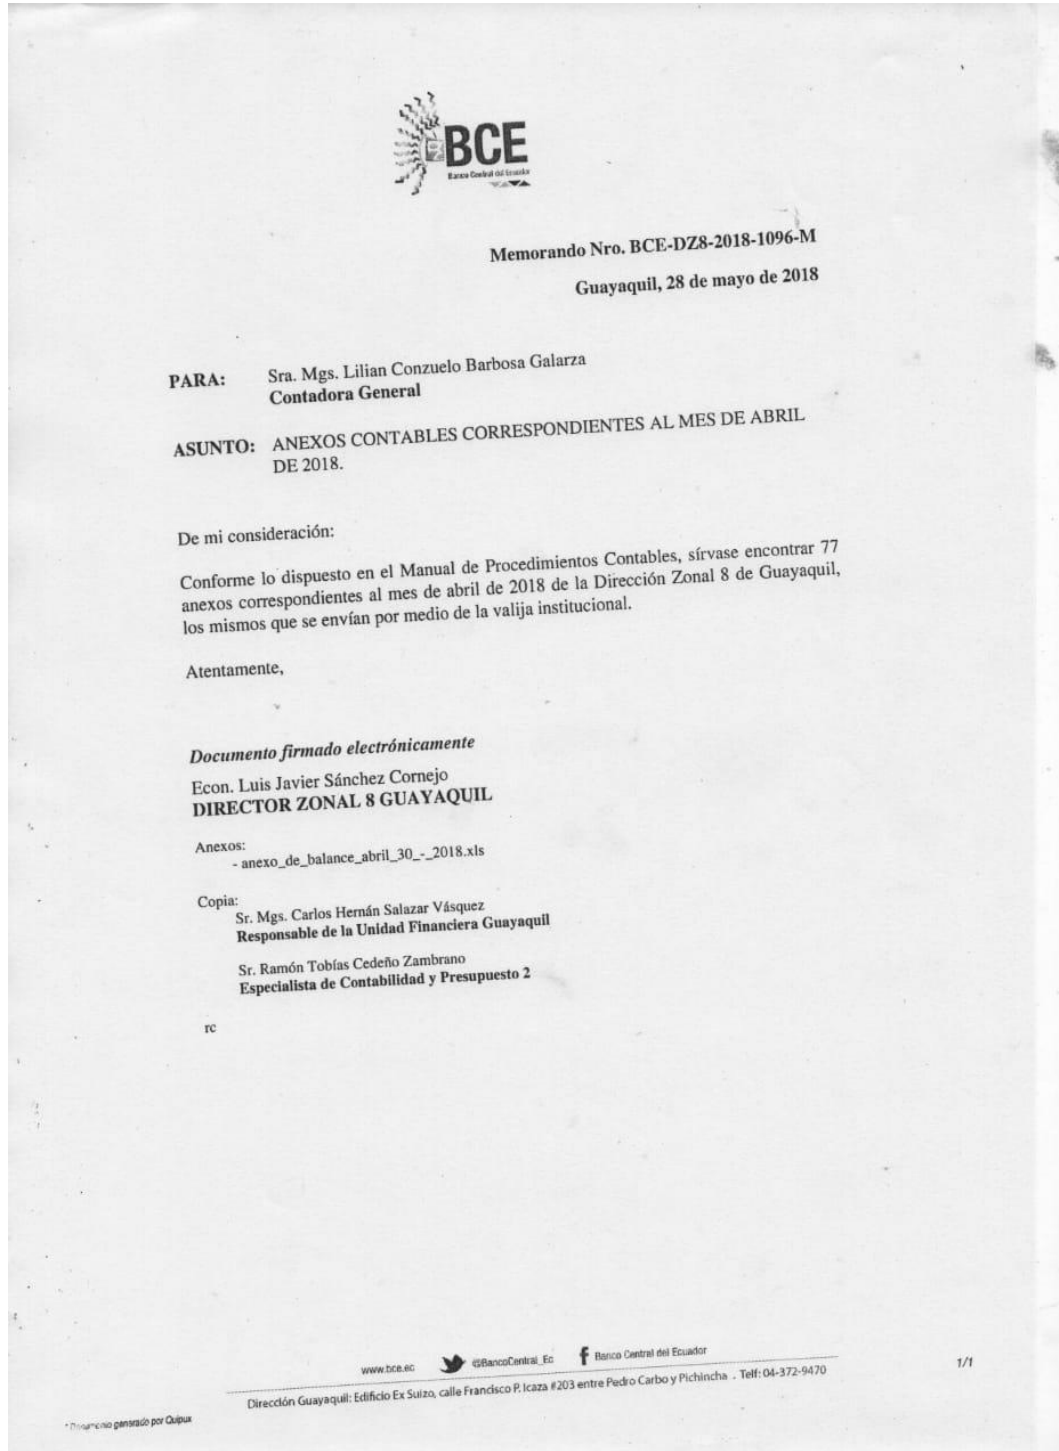 BCE
Banco Central del Ecuador
Memorando Nro. BCE-DZ8-2018-1096-M
Guayaquil, 28 de mayo de 2018
PARA: Sra. Mgs. Lilian Conzuelo Barbosa Galarza
Contadora General
ASUNTO: ANEXOS CONTABLES CORRESPONDIENTES AL MES DE ABRIL
DE 2018.
De mi consideración:
Conforme lo dispuesto en el Manual de Procedimientos Contables, sírvase encontrar 77
anexos correspondientes al mes de abril de 2018 de la Dirección Zonal 8 de Guayaquil,
los mismos que se envían por medio de la valija institucional.
Atentamente,
Documento firmado electrónicamente
Econ. Luis Javier Sánchez Cornejo
DIRECTOR ZONAL 8 GUAYAQUIL
Anexos:
- anexo_de_balance_abril_30_-_2018.xls
Copia:
Sr. Mgs. Carlos Hernán Salazar Vásquez
Responsable de la Unidad Financiera Guayaquil
Sr. Ramón Tobías Cedeño Zambrano
Especialista de Contabilidad y Presupuesto 2
rc
www.bce.ec @BancoCentral_Ec Banco Central del Ecuador
1/1
Dirección Guayaquil: Edificio Ex Suizo, calle Francisco P. Icaza #203 entre Pedro Carbo y Pichincha . Telf: 04-372-9470
* Documento generado por Quipux